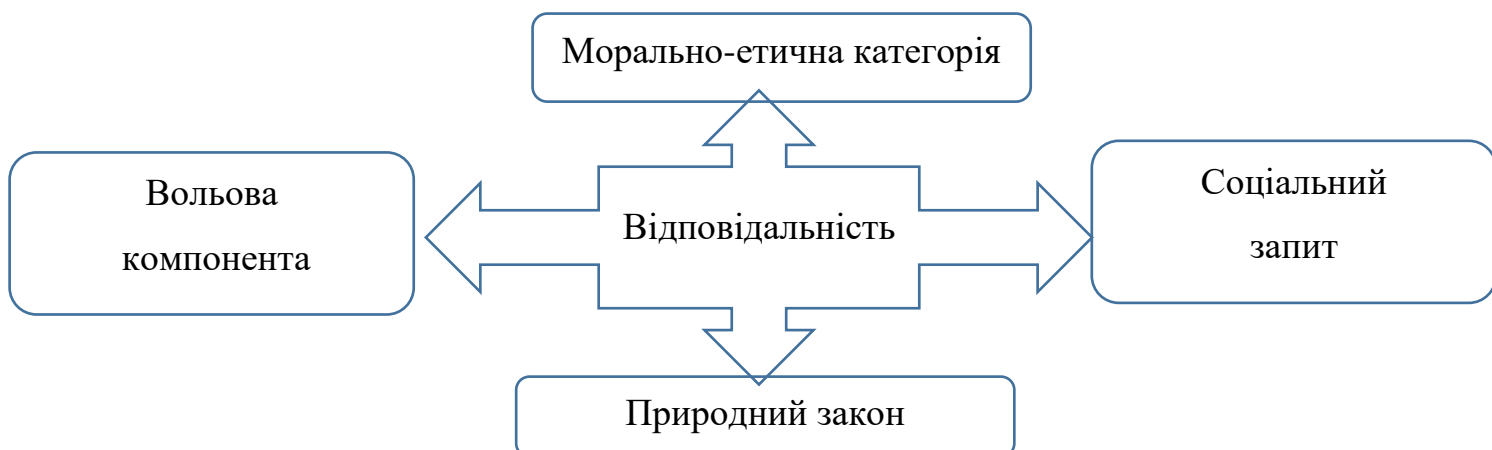 Морально-етична категорія
Вольова
компонента
Відповідальність
Соціальний
запит
Природний закон